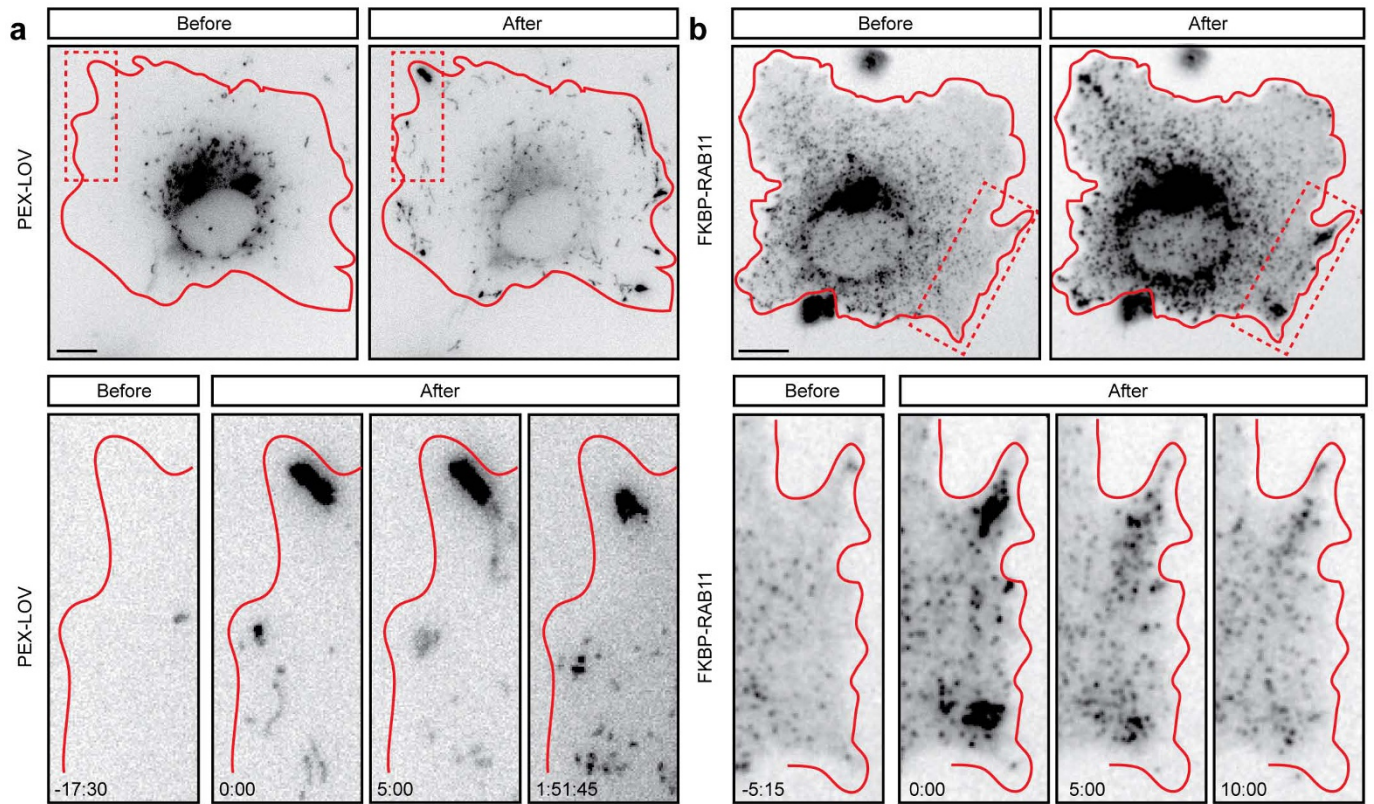 a
Before
After
b
Before
After
PEX-LOV
FKBP-RAB11
Before
After
Before
After
PEX-LOV
FKBP-RAB11
-17:30
0:00
5:00
1:51:45
-5:15
0:00
5:00
10:00